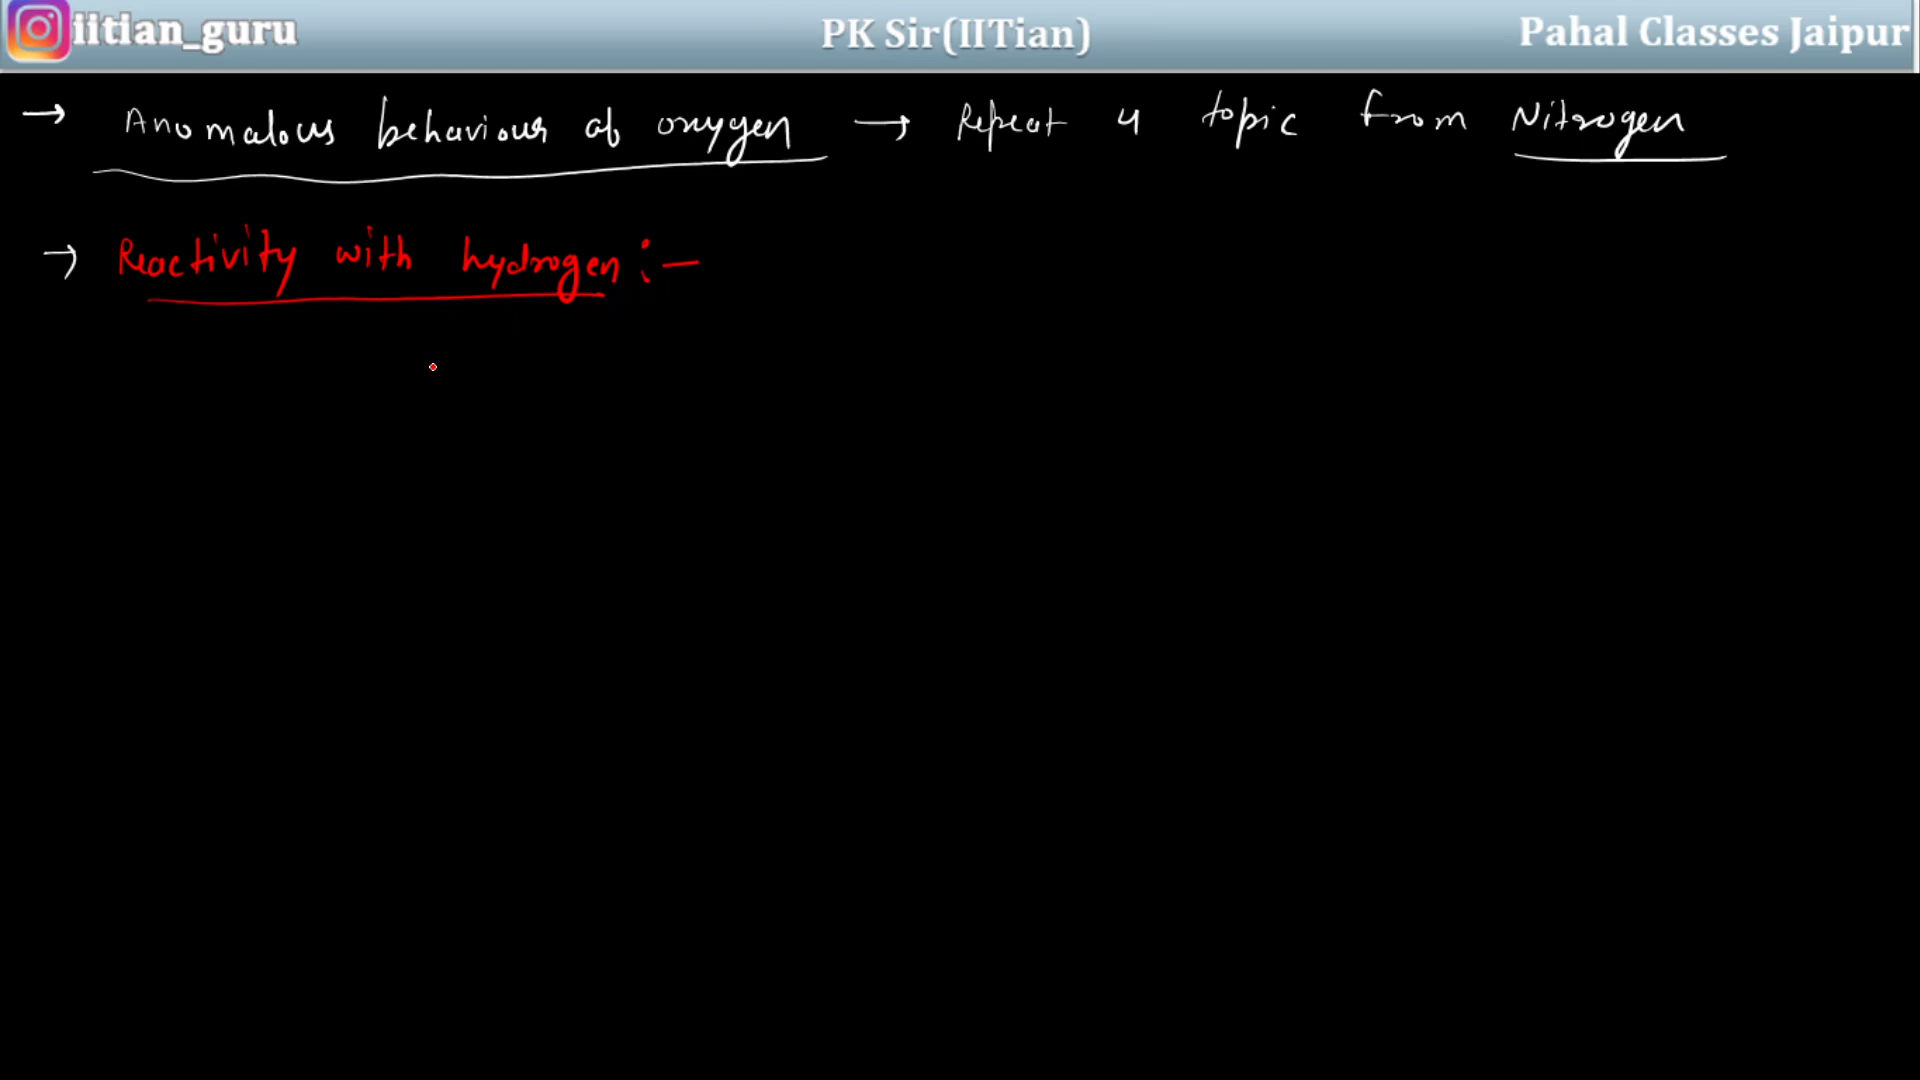 iitian_guru PK Sir(IITian) Pahal Classes Jaipur
→ Anomalous behaviour of oxygen → Repeat 4 topic from Nitrogen
→ Reactivity with hydrogen :-